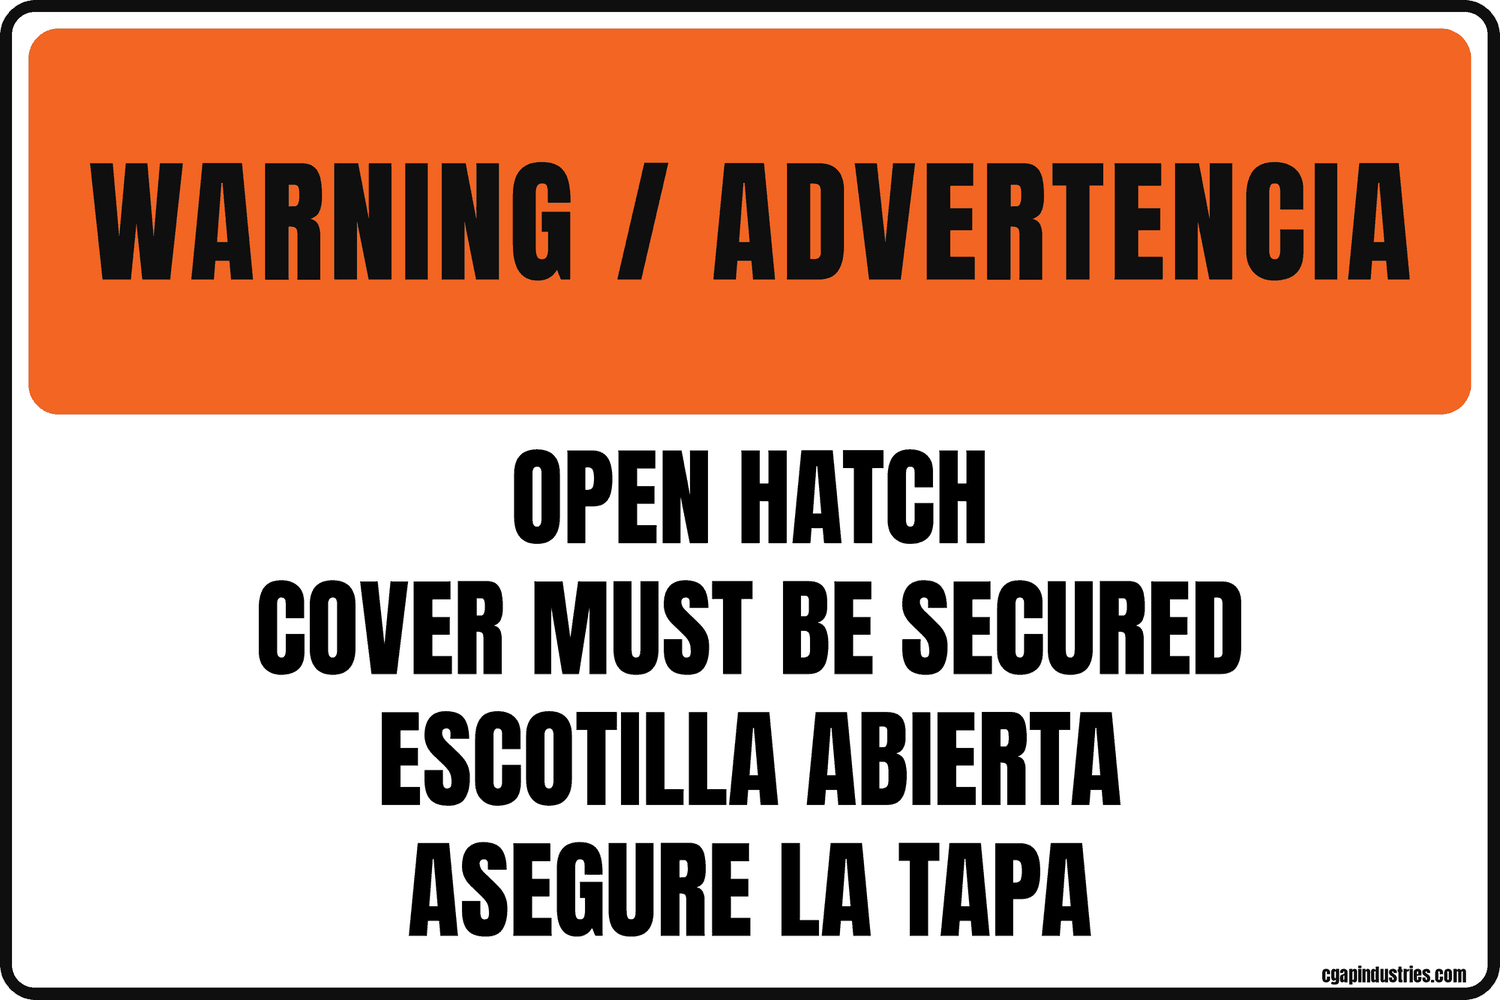 WARNING / ADVERTENCIA
OPEN HATCH
COVER MUST BE SECURED
ESCOTILLA ABIERTA
ASEGURE LA TAPA
cgapindustries.com